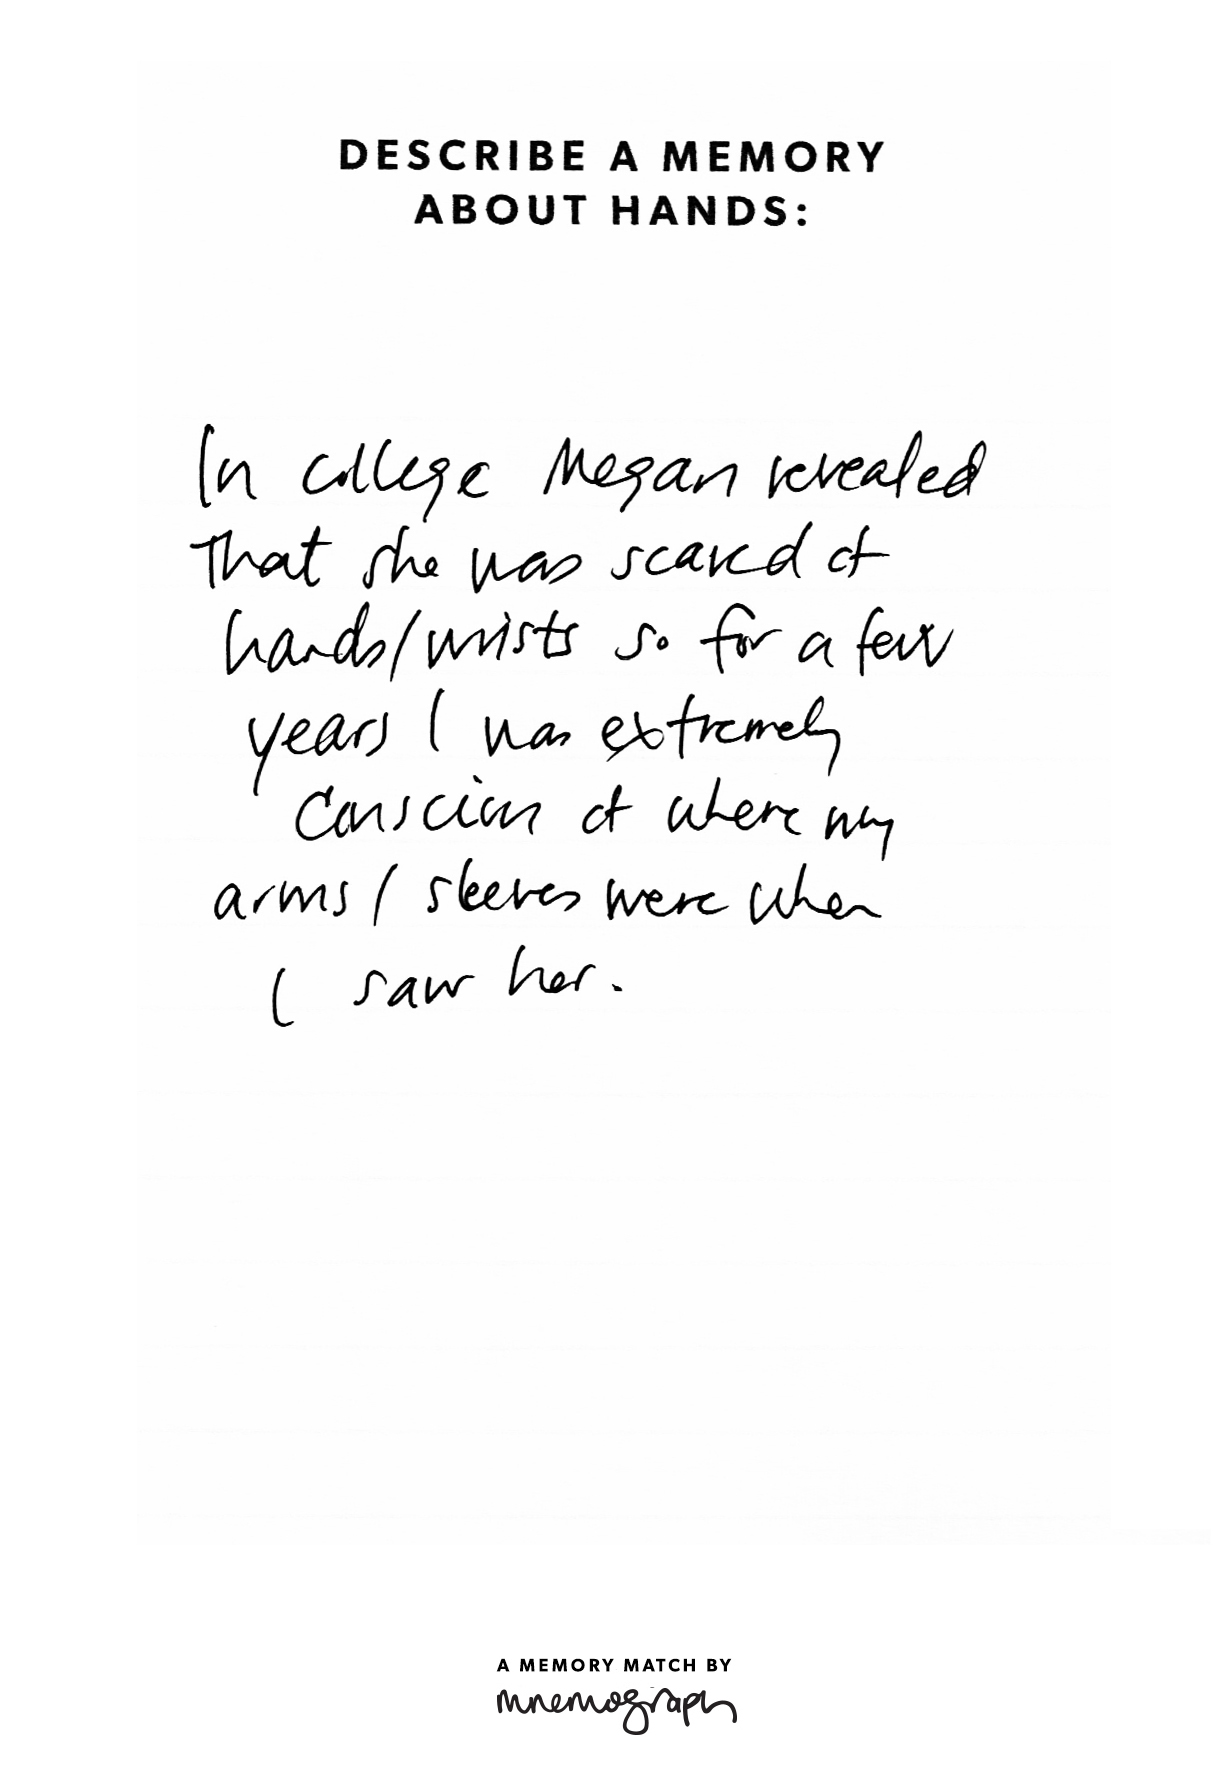 DESCRIBE A MEMORY
ABOUT HANDS:
In college Megan revealed
That she was scared of
hands/wrists so for a few
years I was extremely
conscious of where my
arms / sleeves were when
I saw her.
A MEMORY MATCH BY
mnemograph